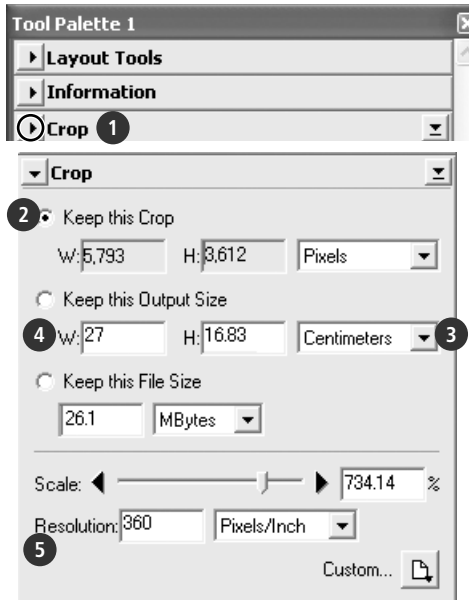 Tool Palette 1
Layout Tools
Information
Crop 1
Crop
2 Keep this Crop
W: 5,793 H: 3,612 Pixels
Keep this Output Size
4 W: 27 H: 16.83 Centimeters 3
Keep this File Size
26.1 MBytes
Scale: 734.14 %
Resolution: 360 Pixels/Inch
5
Custom...